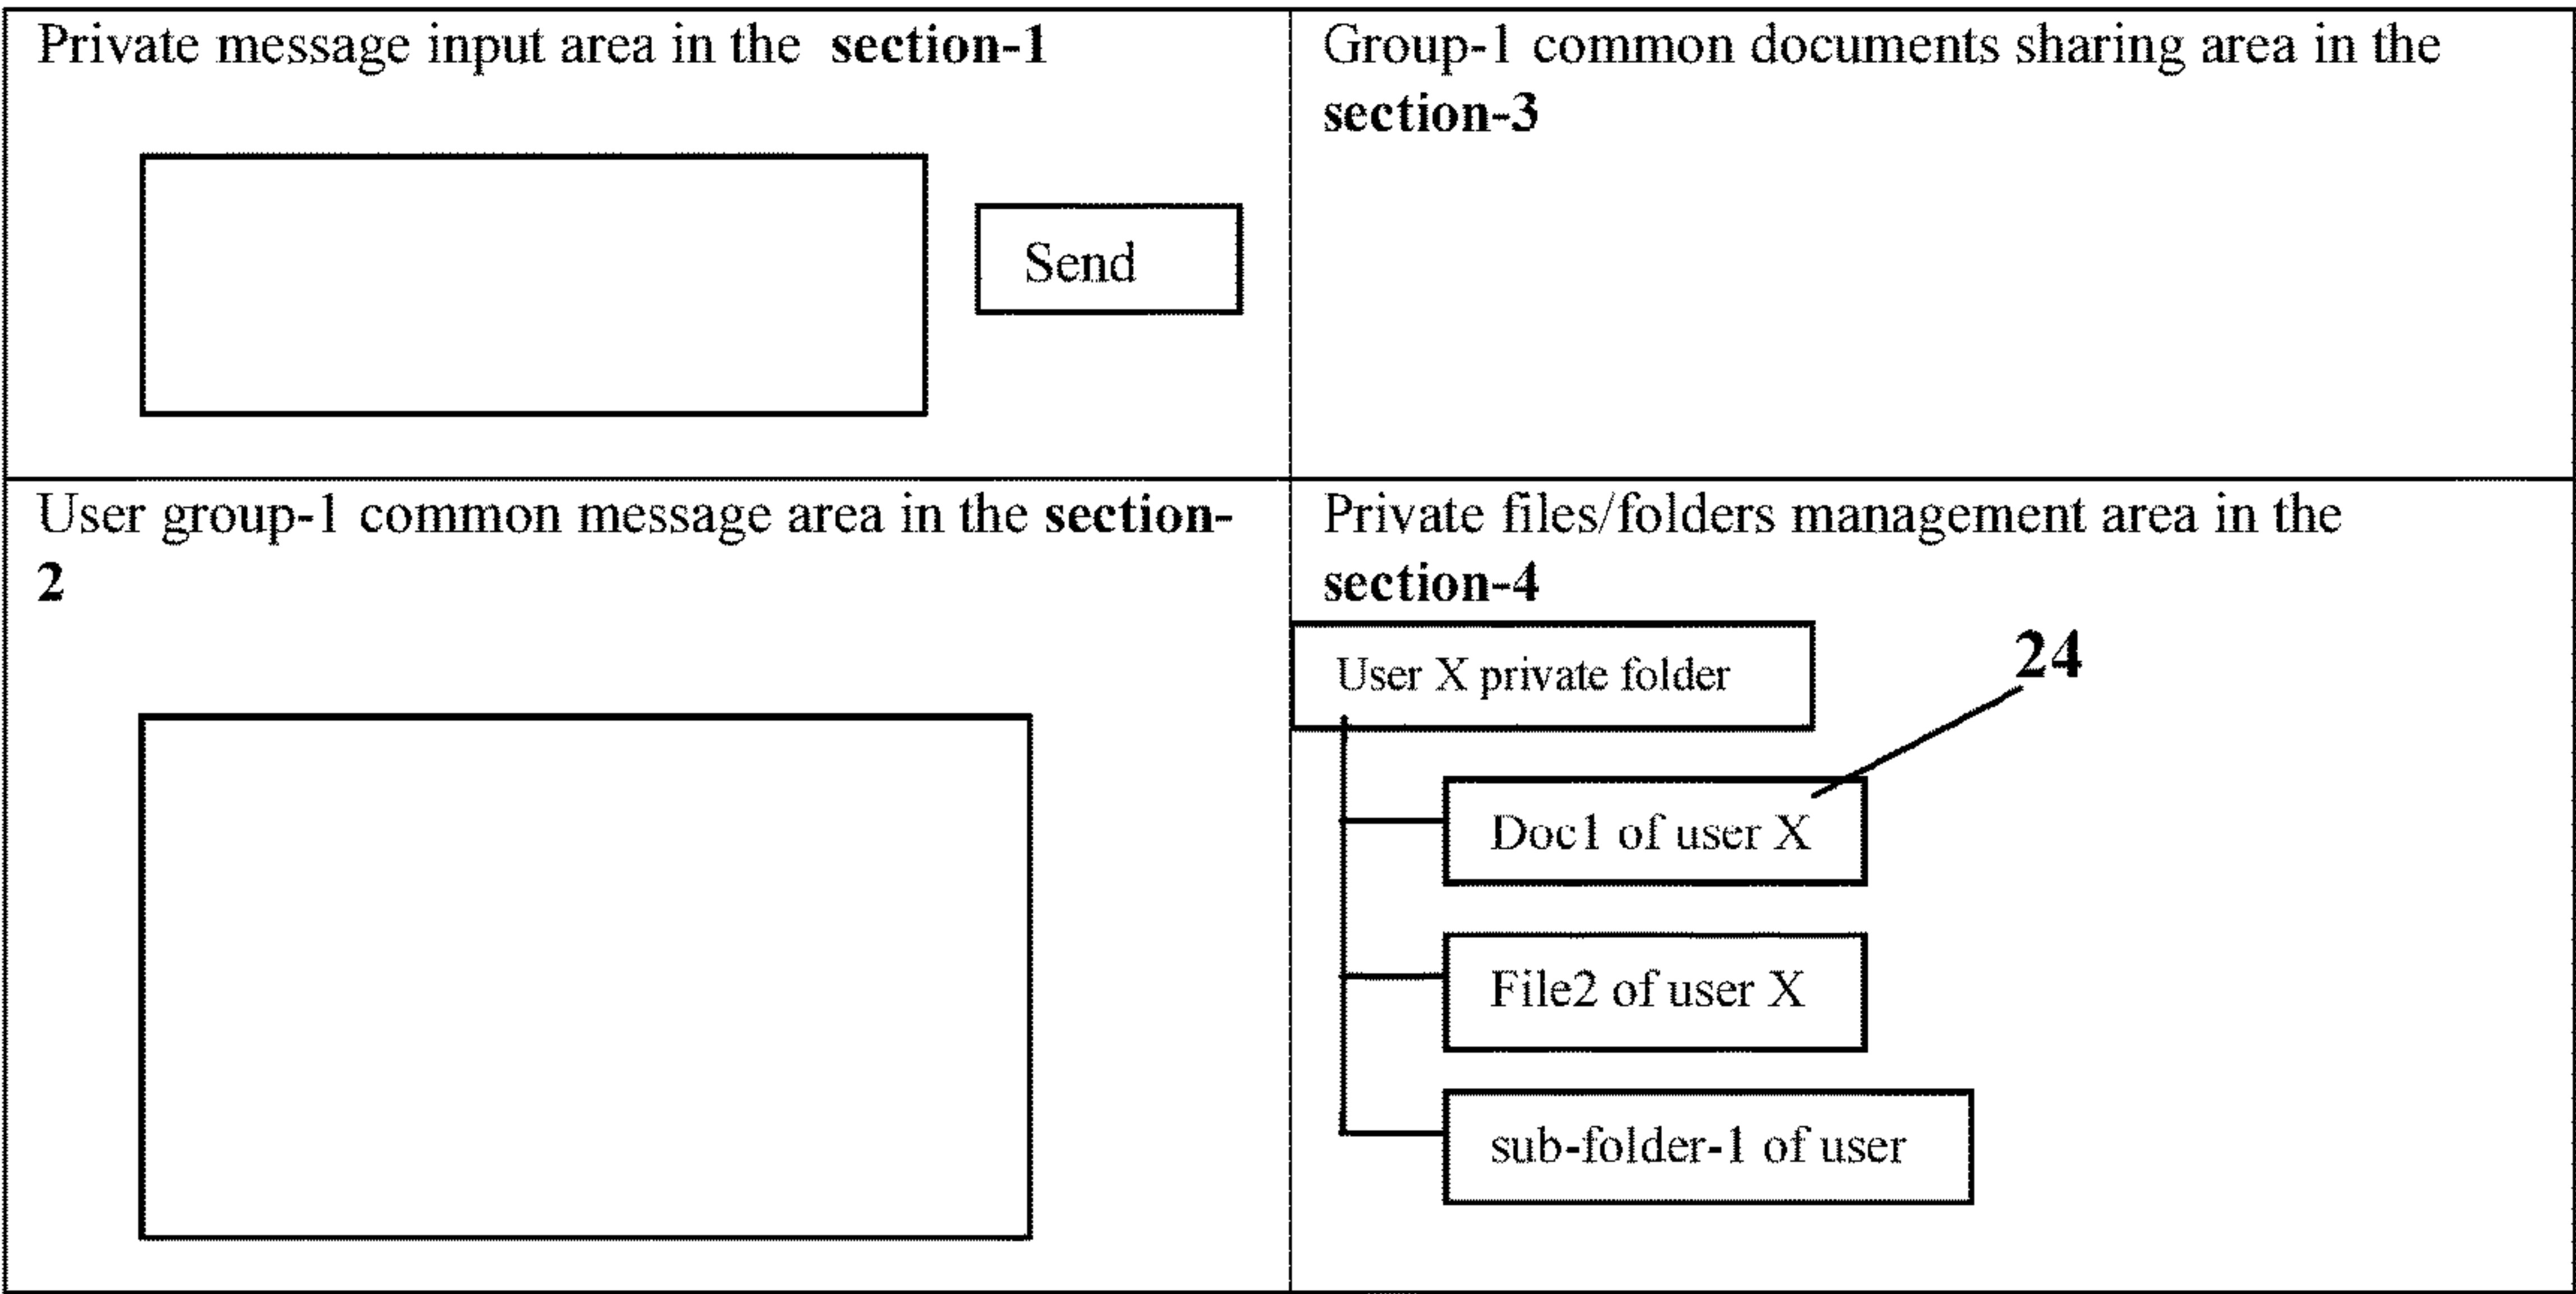 Private message input area in the section-1
Send
Group-1 common documents sharing area in the
section-3
User group-1 common message area in the section-
2
Private files/folders management area in the
section-4
User X private folder
24
Doc1 of user X
File2 of user X
sub-folder-1 of user